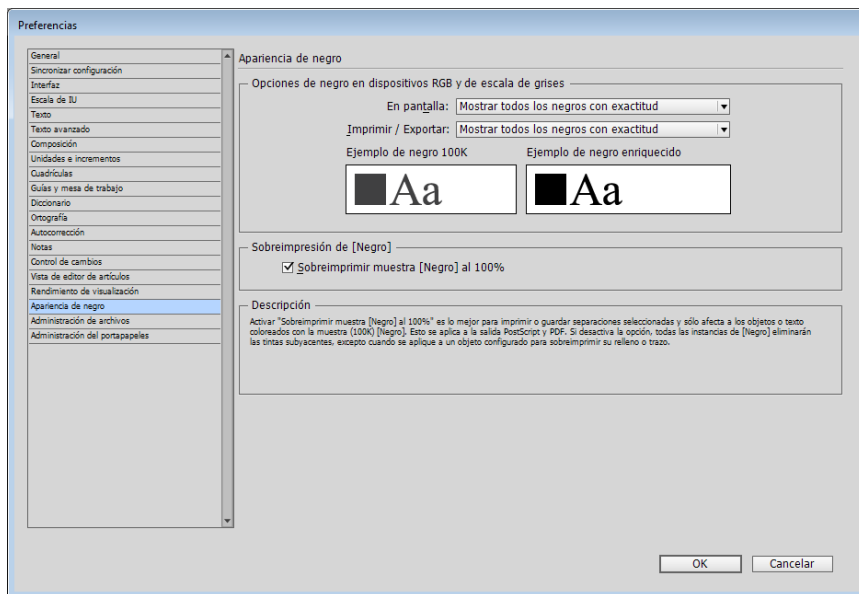 Preferencias
General
Sincronizar configuración
Interfaz
Escala de IU
Texto
Texto avanzado
Composición
Unidades e incrementos
Cuadrículas
Guías y mesa de trabajo
Diccionario
Ortografía
Autocorrección
Notas
Control de cambios
Vista de editor de artículos
Rendimiento de visualización
Apariencia de negro
Administración de archivos
Administración del portapapeles
Apariencia de negro
Opciones de negro en dispositivos RGB y de escala de grises
En pantalla: Mostrar todos los negros con exactitud
Imprimir / Exportar: Mostrar todos los negros con exactitud
Ejemplo de negro 100K Ejemplo de negro enriquecido
Aa Aa
Sobreimpresión de [Negro]
Sobreimprimir muestra [Negro] al 100%
Descripción
Activar "Sobreimprimir muestra [Negro] al 100%" es lo mejor para imprimir o guardar separaciones seleccionadas y sólo afecta a los objetos o texto
coloreados con la muestra (100K) [Negro]. Esto se aplica a la salida PostScript y PDF. Si desactiva la opción, todas las instancias de [Negro] eliminarán
las tintas subyacentes, excepto cuando se aplique a un objeto configurado para sobreimprimir su relleno o trazo.
OK Cancelar